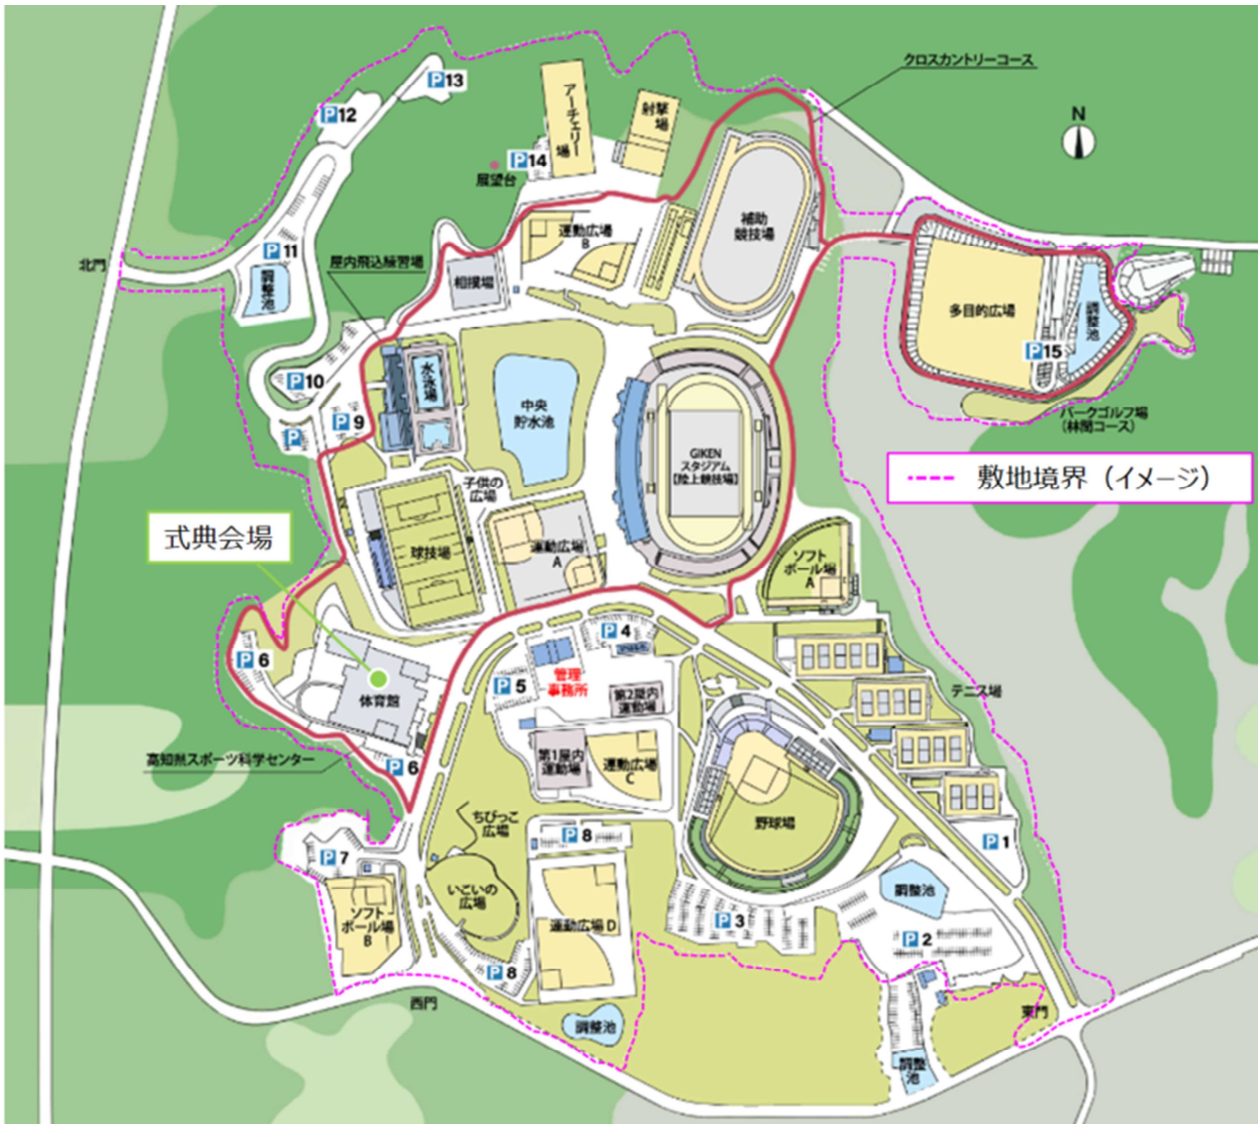 クロスカントリーコース
N
P13
P12
アーチェリー
場
射撃
場
P14
展望台
補助
競技場
運動広場
B
P11
北門
屋内飛込練習場
調整
池
相撲場
多目的広場
調整
池
P15
P10
水泳
場
中央
貯水池
P9
P
パークゴルフ場
(林間コース)
GIKEN
スタジアム
【陸上競技場】
敷地境界（イメージ）
子供の
広場
式典会場
球技場
運動広場
A
ソフト
ボール場
A
P4
P6
管理
事務所
P5
体育館
第2屋内
運動場
テニス場
高知県スポーツ科学センター
P6
第1屋内
運動場
運動広場
C
ちびっこ
広場
野球場
P8
P1
P7
いこいの
広場
調整池
ソフト
ボール場
B
運動広場D
P3
P2
P8
西門
調整池
東門
調整
池